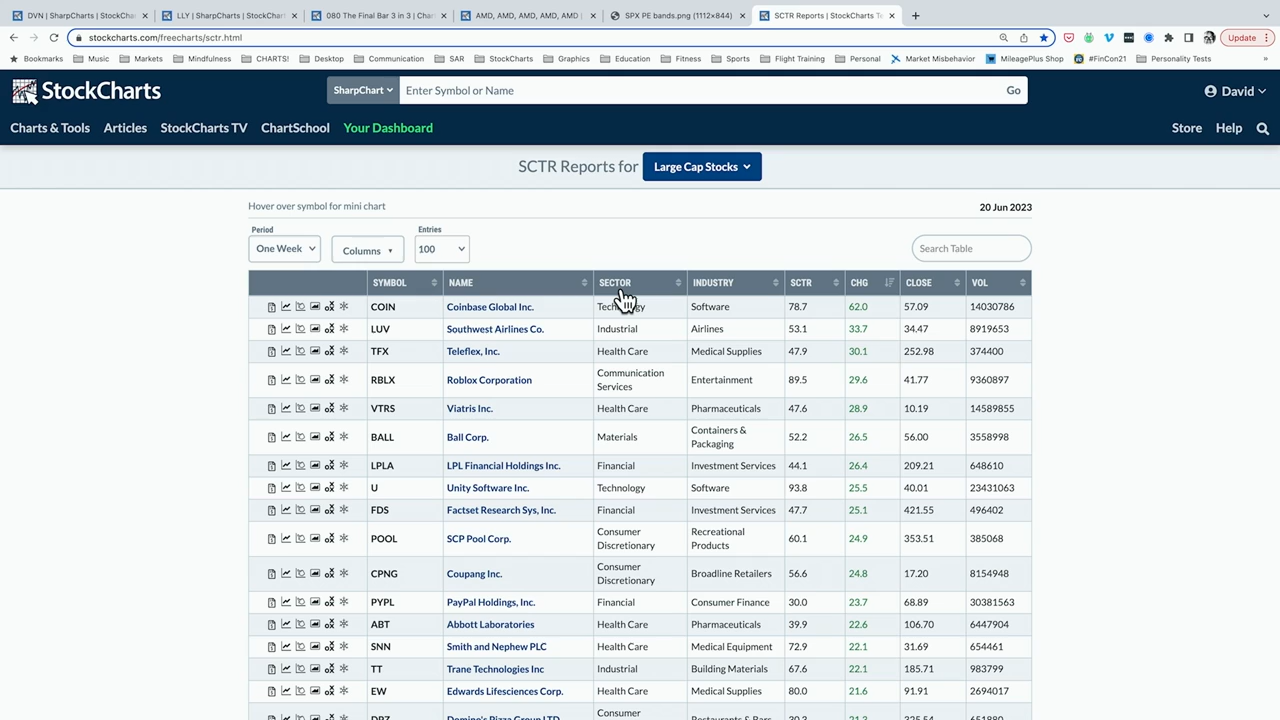 DVN | SharpCharts | StockChart
LLY | SharpCharts | StockChart
080 The Final Bar 3 in 3 | Cha
AMD, AMD, AMD, AMD, AMD |
SPX PE bands.png (1112×844)
SCTR Reports | StockCharts Te
stockcharts.com/freecharts/sctr.html
Update
Bookmarks Music Markets Mindfulness CHARTS! Desktop Communication SAR StockCharts Graphics Education Fitness Sports Flight Training Personal Market Misbehavior MileagePlus Shop #FinCon21 Personality Tests »
StockCharts
SharpChart Enter Symbol or Name Go
David
Charts & Tools Articles StockCharts TV ChartSchool Your Dashboard Store Help
SCTR Reports for Large Cap Stocks
Hover over symbol for mini chart 20 Jun 2023
Period Entries
One Week Columns 100 Search Table
SYMBOL NAME SECTOR INDUSTRY SCTR CHG CLOSE VOL
COIN Coinbase Global Inc. Technology Software 78.7 62.0 57.09 14030786
LUV Southwest Airlines Co. Industrial Airlines 53.1 33.7 34.47 8919653
TFX Teleflex, Inc. Health Care Medical Supplies 47.9 30.1 252.98 374400
RBLX Roblox Corporation Communication Services Entertainment 89.5 29.6 41.77 9360897
VTRS Viatris Inc. Health Care Pharmaceuticals 47.6 28.9 10.19 14589855
BALL Ball Corp. Materials Containers & Packaging 52.2 26.5 56.00 3558998
LPLA LPL Financial Holdings Inc. Financial Investment Services 44.1 26.4 209.21 648610
U Unity Software Inc. Technology Software 93.8 25.5 40.01 23431063
FDS Factset Research Sys, Inc. Financial Investment Services 47.7 25.1 421.55 496402
POOL SCP Pool Corp. Consumer Discretionary Recreational Products 60.1 24.9 353.51 385068
CPNG Coupang Inc. Consumer Discretionary Broadline Retailers 56.6 24.8 17.20 8154948
PYPL PayPal Holdings, Inc. Financial Consumer Finance 30.0 23.7 68.89 30381563
ABT Abbott Laboratories Health Care Pharmaceuticals 39.9 22.6 106.70 6447904
SNN Smith and Nephew PLC Health Care Medical Equipment 72.9 22.1 31.69 654461
TT Trane Technologies Inc Industrial Building Materials 67.6 22.1 185.71 983799
EW Edwards Lifesciences Corp. Health Care Medical Supplies 80.0 21.6 91.91 2694017
Consumer